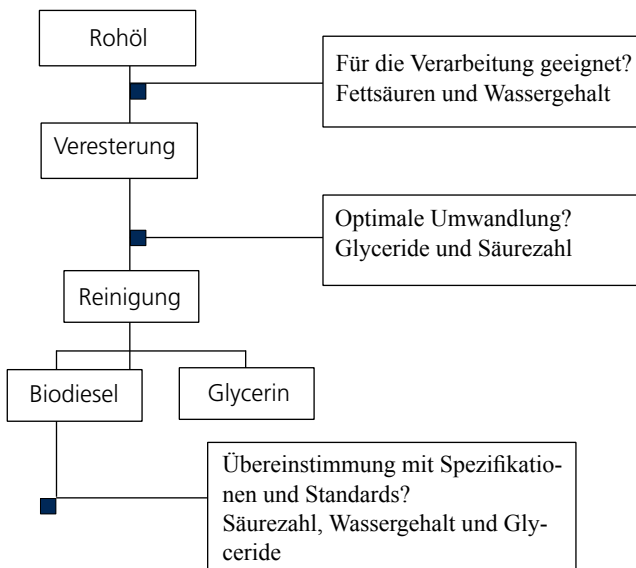 Rohöl
Für die Verarbeitung geeignet?
Fettsäuren und Wassergehalt
Veresterung
Optimale Umwandlung?
Glyceride und Säurezahl
Reinigung
Biodiesel
Glycerin
Übereinstimmung mit Spezifikatio-
nen und Standards?
Säurezahl, Wassergehalt und Gly-
ceride